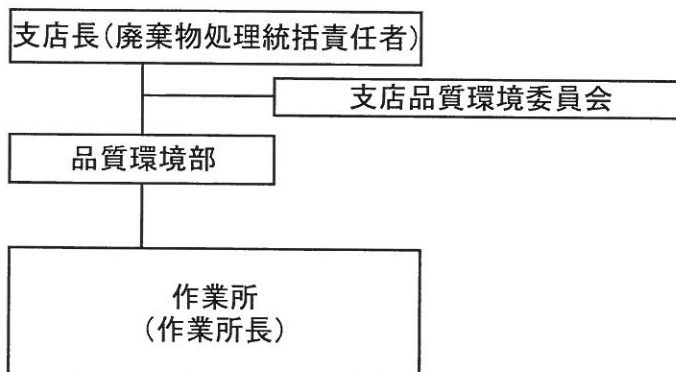 支店長(廃棄物処理統括責任者)
支店品質環境委員会
品質環境部
作業所
(作業所長)